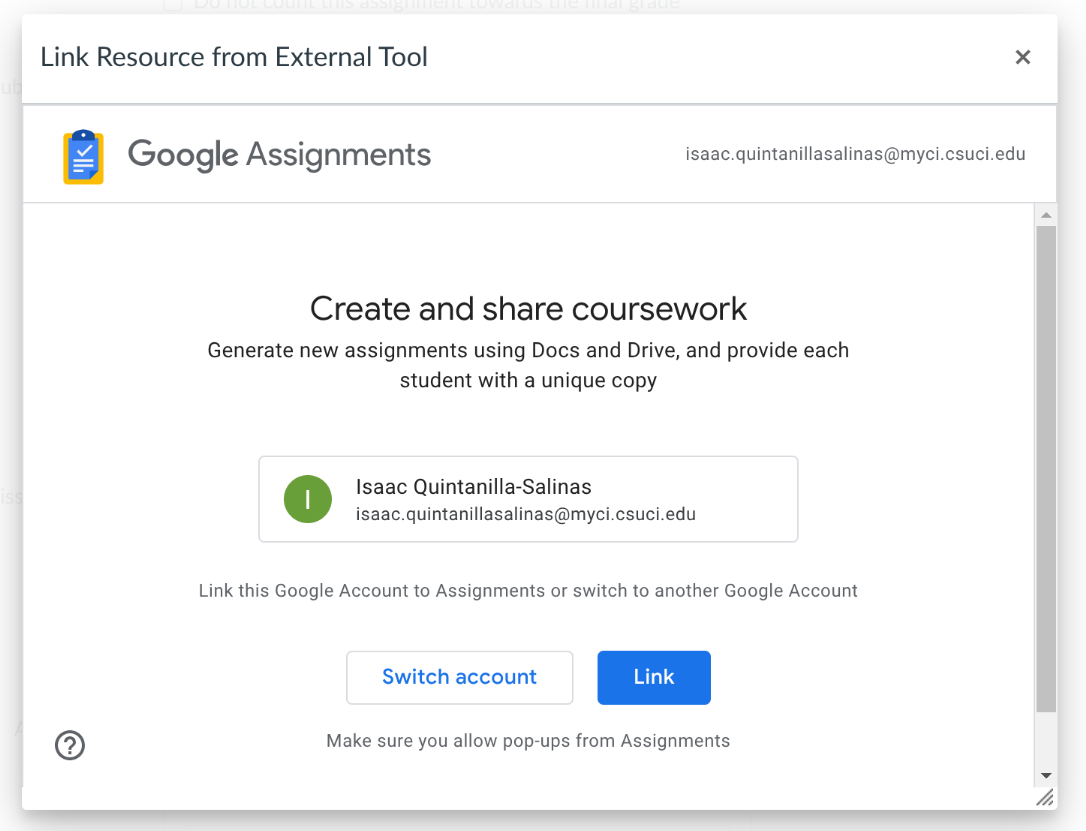 Do not count this assignment towards the final grade
Link Resource from External Tool
Google Assignments
isaac.quintanillasalinas@myci.csuci.edu
Create and share coursework
Generate new assignments using Docs and Drive, and provide each
student with a unique copy
I
Isaac Quintanilla-Salinas
isaac.quintanillasalinas@myci.csuci.edu
Link this Google Account to Assignments or switch to another Google Account
Switch account
Link
Make sure you allow pop-ups from Assignments